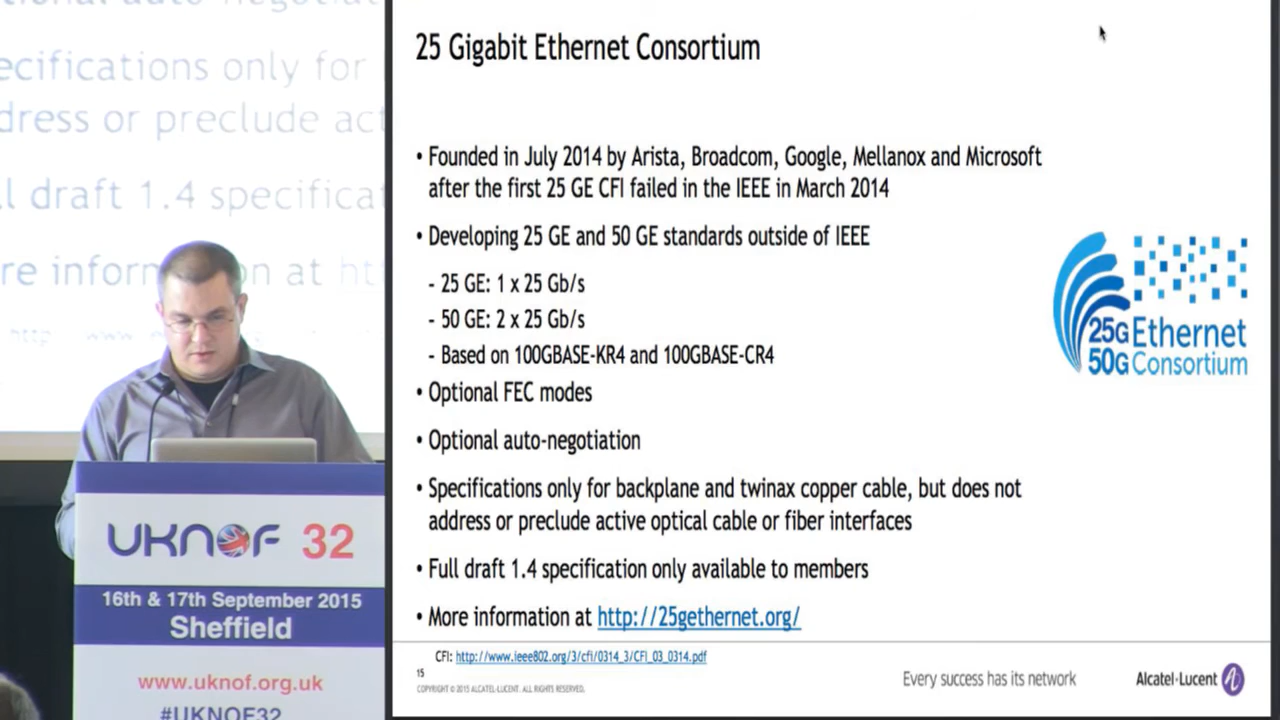 ecifications only for
dress or preclude act
ll draft 1.4 specificat
re inform on at ht
UKNOF 32
16th & 17th September 2015
Sheffield
www.uknof.org.uk
#UKNOF32
25 Gigabit Ethernet Consortium
• Founded in July 2014 by Arista, Broadcom, Google, Mellanox and Microsoft
after the first 25 GE CFI failed in the IEEE in March 2014
• Developing 25 GE and 50 GE standards outside of IEEE
- 25 GE: 1 x 25 Gb/s
- 50 GE: 2 x 25 Gb/s
- Based on 100GBASE-KR4 and 100GBASE-CR4
• Optional FEC modes
• Optional auto-negotiation
• Specifications only for backplane and twinax copper cable, but does not
address or preclude active optical cable or fiber interfaces
• Full draft 1.4 specification only available to members
• More information at http://25gethernet.org/
25G Ethernet
50G Consortium
CFI: http://www.ieee802.org/3/cfi/0314_3/CFI_03_0314.pdf
15
COPYRIGHT © 2015 ALCATEL-LUCENT. ALL RIGHTS RESERVED.
Every success has its network
Alcatel·Lucent